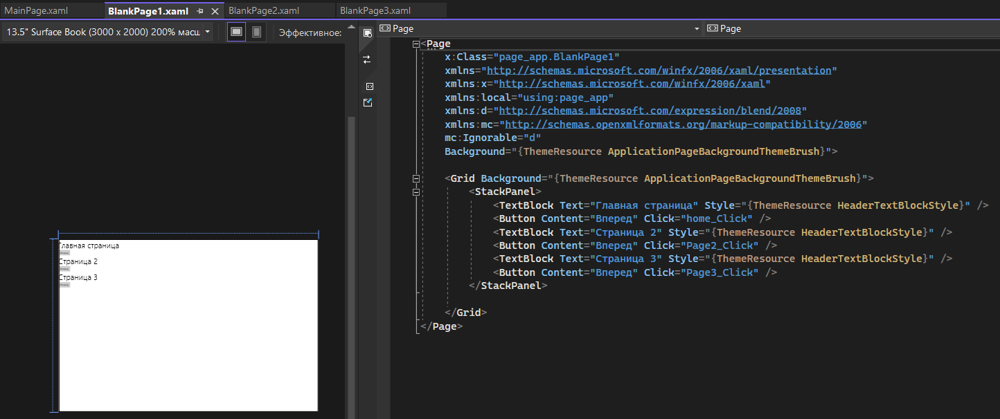 MainPage.xaml
BlankPage1.xaml
BlankPage2.xaml
BlankPage3.xaml
13.5" Surface Book (3000 x 2000) 200% масш
Эффективное:
Page
Page
<Page
x:Class="page_app.BlankPage1"
xmlns="http://schemas.microsoft.com/winfx/2006/xaml/presentation"
xmlns:x="http://schemas.microsoft.com/winfx/2006/xaml"
xmlns:local="using:page_app"
xmlns:d="http://schemas.microsoft.com/expression/blend/2008"
xmlns:mc="http://schemas.openxmlformats.org/markup-compatibility/2006"
mc:Ignorable="d"
Background="{ThemeResource ApplicationPageBackgroundThemeBrush}">
<Grid Background="{ThemeResource ApplicationPageBackgroundThemeBrush}">
<StackPanel>
<TextBlock Text="Главная страница" Style="{ThemeResource HeaderTextBlockStyle}" />
<Button Content="Вперед" Click="home_Click" />
<TextBlock Text="Страница 2" Style="{ThemeResource HeaderTextBlockStyle}" />
<Button Content="Вперед" Click="Page2_Click" />
<TextBlock Text="Страница 3" Style="{ThemeResource HeaderTextBlockStyle}" />
<Button Content="Вперед" Click="Page3_Click" />
</StackPanel>
</Grid>
</Page>
Главная страница
Страница 2
Страница 3